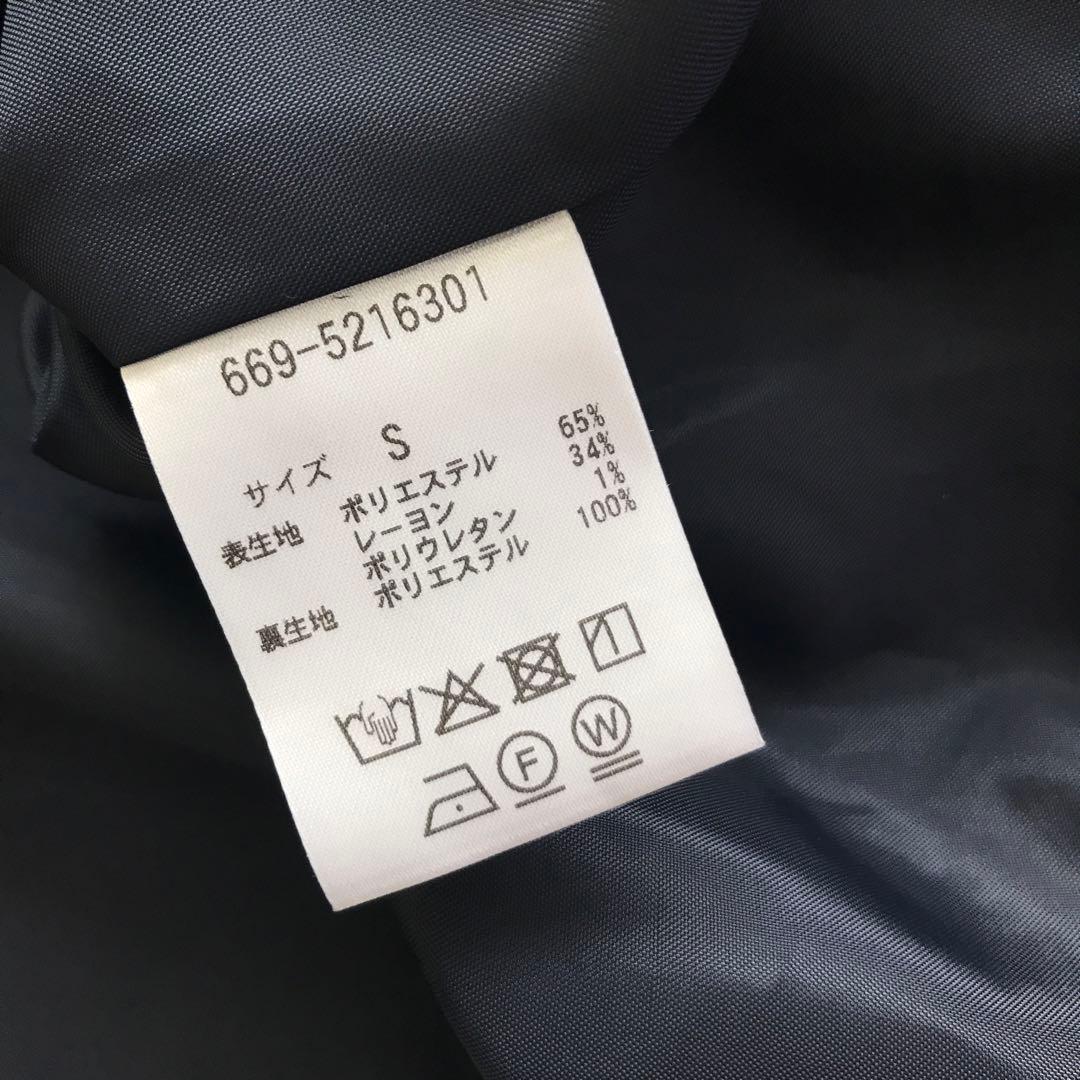 669-5216301
サイズ S
表生地 ポリエステル 65%
レーヨン 34%
ポリウレタン 1%
裏生地 ポリエステル 100%
F W